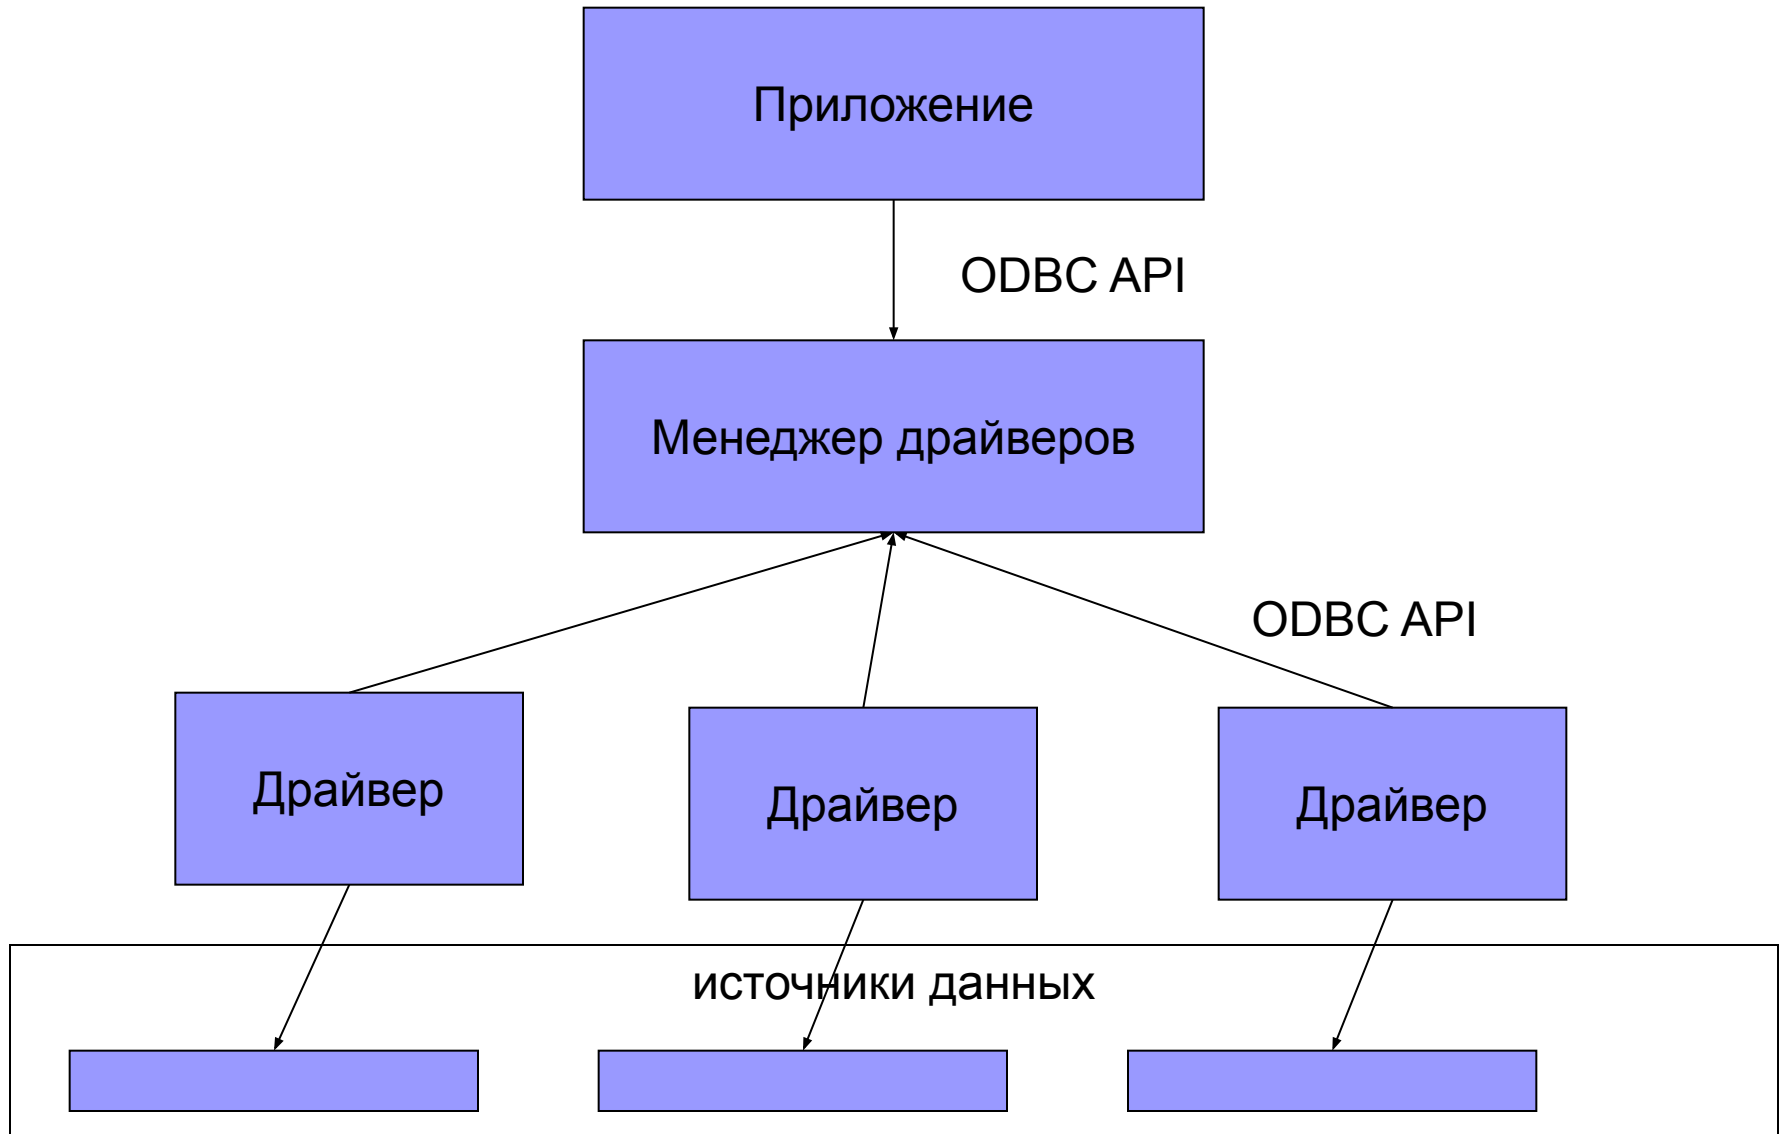 Приложение
ODBC API
Менеджер драйверов
ODBC API
Драйвер
Драйвер
Драйвер
источники данных